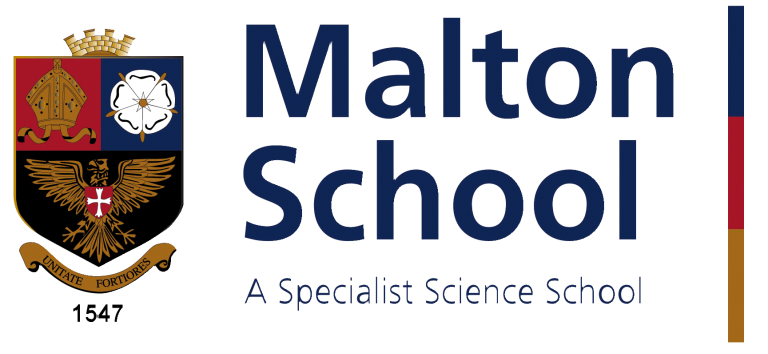 UNITATE FORTIORES
1547
Malton
School
A Specialist Science School